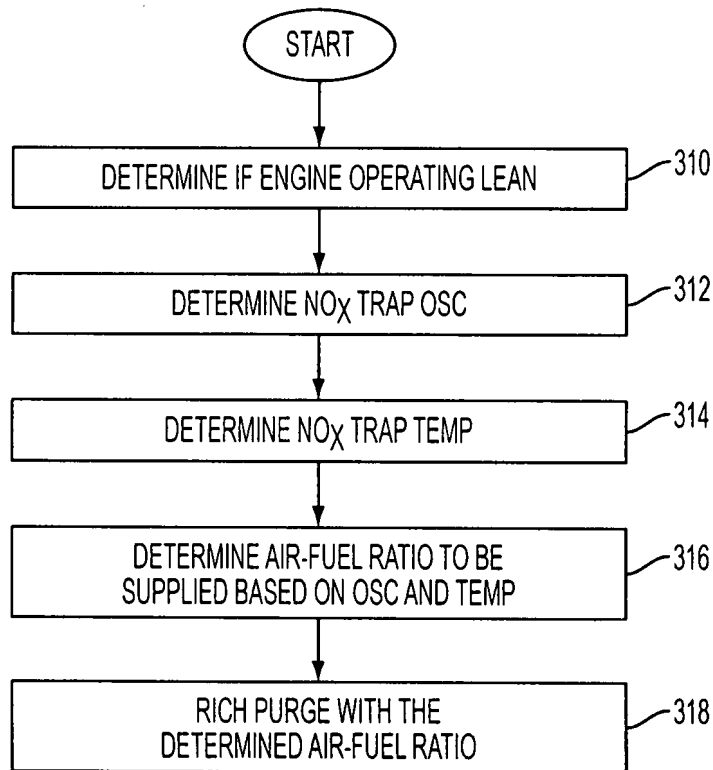 START
DETERMINE IF ENGINE OPERATING LEAN
310
DETERMINE NOX TRAP OSC
312
DETERMINE NOX TRAP TEMP
314
DETERMINE AIR-FUEL RATIO TO BE
SUPPLIED BASED ON OSC AND TEMP
316
RICH PURGE WITH THE
DETERMINED AIR-FUEL RATIO
318